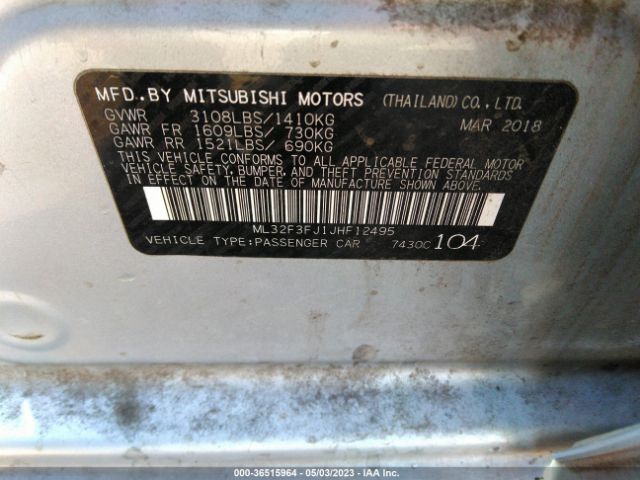 MFD.BY MITSUBISHI MOTORS (THAILAND)CO.,LTD.
GVWR 3108LBS/1410KG MAR 2018
GAWR FR 1609LBS/ 730KG
GAWR RR 1521LBS/ 690KG
THIS VEHICLE CONFORMS TO ALL APPLICABLE FEDERAL MOTOR
VEHICLE SAFETY, BUMPER, AND THEFT PREVENTION STANDARDS
IN EFFECT ON THE DATE OF MANUFACTURE SHOWN ABOVE.
ML32F3FJ1JHF12495
VEHICLE TYPE:PASSENGER CAR 7430C 104
000-36515964 - 05/03/2023 - IAA Inc.